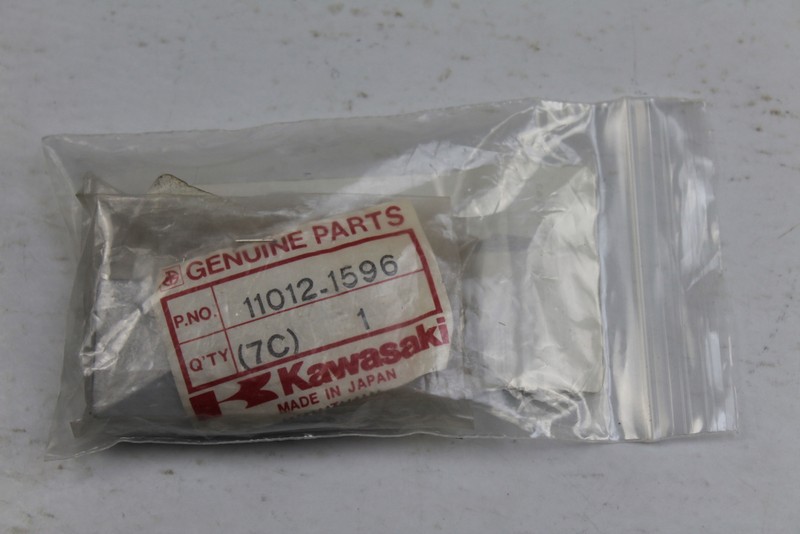 GENUINE PARTS
P.NO. 11012-1596
Q'TY (7C) 1
Kawasaki
MADE IN JAPAN